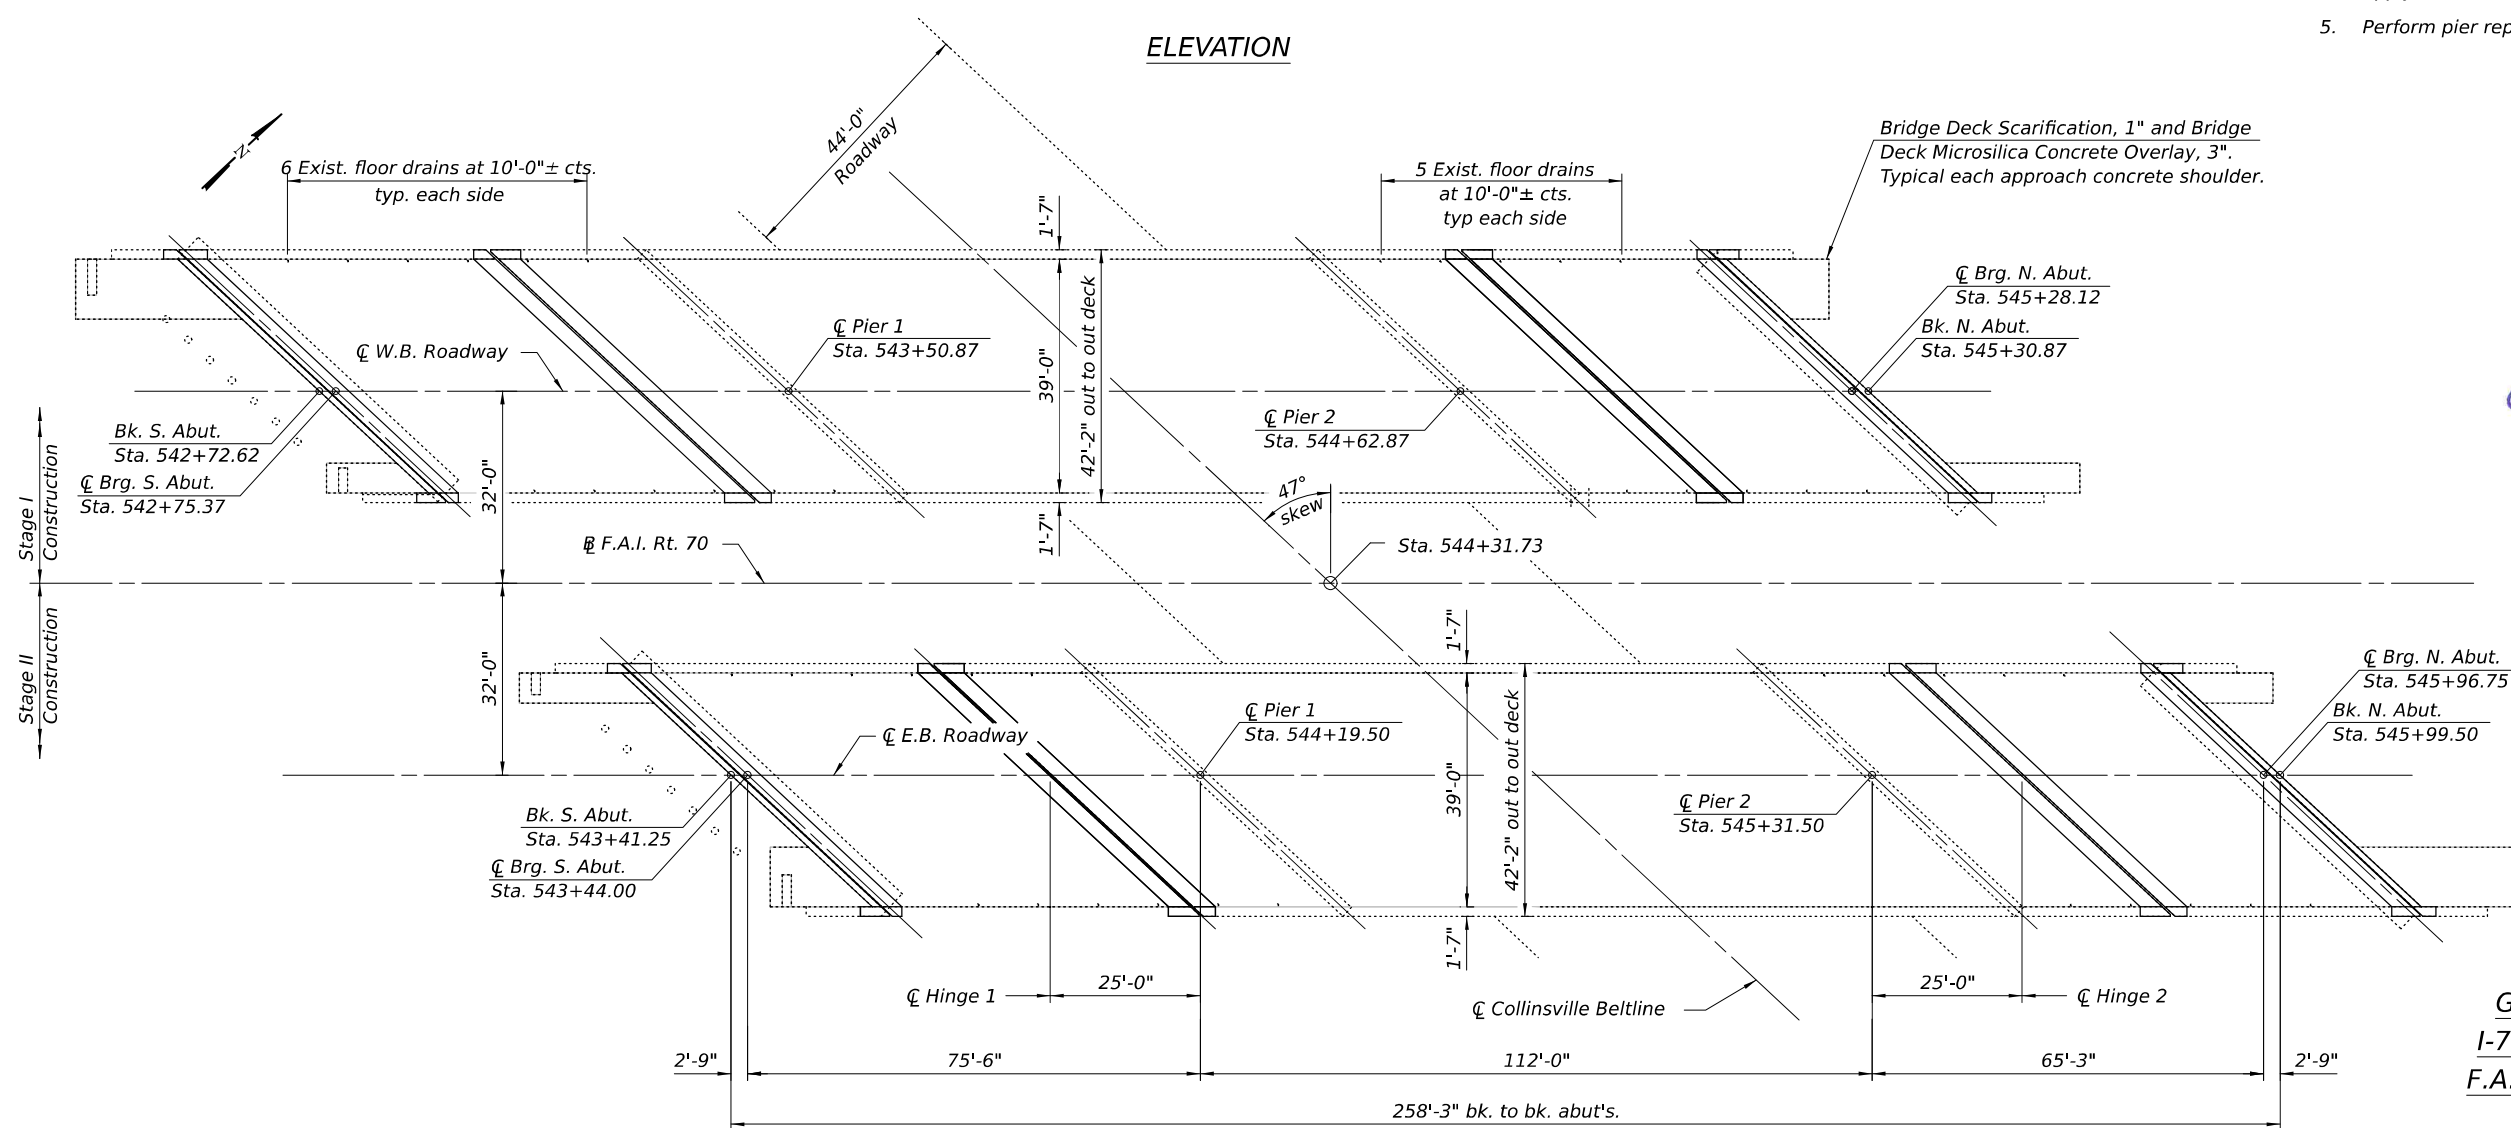 5. Perform pier rep
ELEVATION
44'-0"
Roadway
N
6 Exist. floor drains at 10'-0"± cts.
typ. each side
5 Exist. floor drains
at 10'-0"± cts.
typ each side
Bridge Deck Scarification, 1" and Bridge
Deck Microsilica Concrete Overlay, 3".
Typical each approach concrete shoulder.
1'-7"
39'-0"
42'-2" out to out deck
1'-7"
℄ Brg. N. Abut.
Sta. 545+28.12
Bk. N. Abut.
Sta. 545+30.87
℄ W.B. Roadway
℄ Pier 1
Sta. 543+50.87
℄ Pier 2
Sta. 544+62.87
Bk. S. Abut.
Sta. 542+72.62
℄ Brg. S. Abut.
Sta. 542+75.37
32'-0"
Stage I
Construction
47°
skew
Sta. 544+31.73
B F.A.I. Rt. 70
Stage II
Construction
32'-0"
1'-7"
39'-0"
42'-2" out to out deck
1'-7"
℄ Brg. N. Abut.
Sta. 545+96.75
Bk. N. Abut.
Sta. 545+99.50
℄ E.B. Roadway
℄ Pier 1
Sta. 544+19.50
℄ Pier 2
Sta. 545+31.50
Bk. S. Abut.
Sta. 543+41.25
℄ Brg. S. Abut.
Sta. 543+44.00
℄ Hinge 1
25'-0"
℄ Collinsville Beltline
25'-0"
℄ Hinge 2
G
I-7
F.A.
2'-9"
75'-6"
112'-0"
65'-3"
2'-9"
258'-3" bk. to bk. abut's.